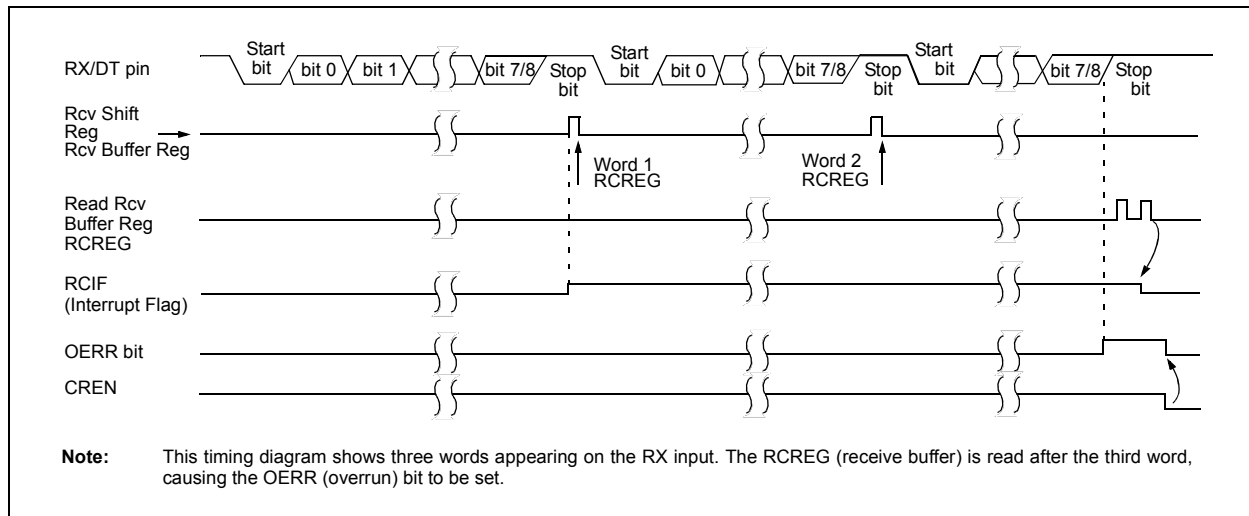 RX/DT pin
Start
bit
bit 0
bit 1
bit 7/8
Stop
bit
Start
bit
bit 0
bit 7/8
Stop
bit
Start
bit
bit 7/8
Stop
bit
Rcv Shift
Reg
Rcv Buffer Reg
Word 1
RCREG
Word 2
RCREG
Read Rcv
Buffer Reg
RCREG
RCIF
(Interrupt Flag)
OERR bit
CREN
Note: This timing diagram shows three words appearing on the RX input. The RCREG (receive buffer) is read after the third word,
causing the OERR (overrun) bit to be set.